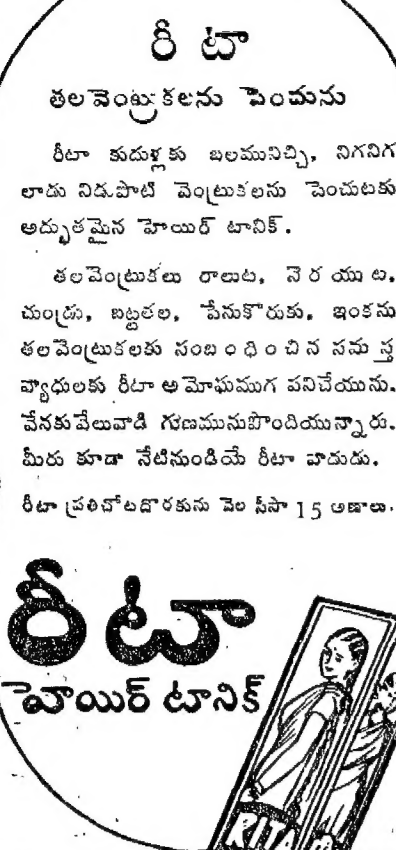 రీ టా
తలవెంట్రుకలను పెంచును
రీటా కుదుళ్లకు బలమునిచ్చి, నిగనిగ
లాడు నిడుపాటి వెంట్రుకలను పెంచుటకు
అద్భుతమైన హెయిర్ టానిక్.
తలవెంట్రుకలు రాలుట, నెరయుట,
చుండ్రు, బట్టతల, పేనుకొరుకు, ఇంకను
తలవెంట్రుకలకు సంబంధించిన సమస్త
వ్యాధులకు రీటా అమోఘముగ పనిచేయును.
వేనకువేలువాడి గుణమునుపొందియున్నారు.
మీరు కూడా నేటినుండియే రీటా వాడుడు.
రీటా ప్రతిచోటదొరకును వెల సీసా 15 అణాలు.
రీ టా
హెయిర్ టానిక్
RITA